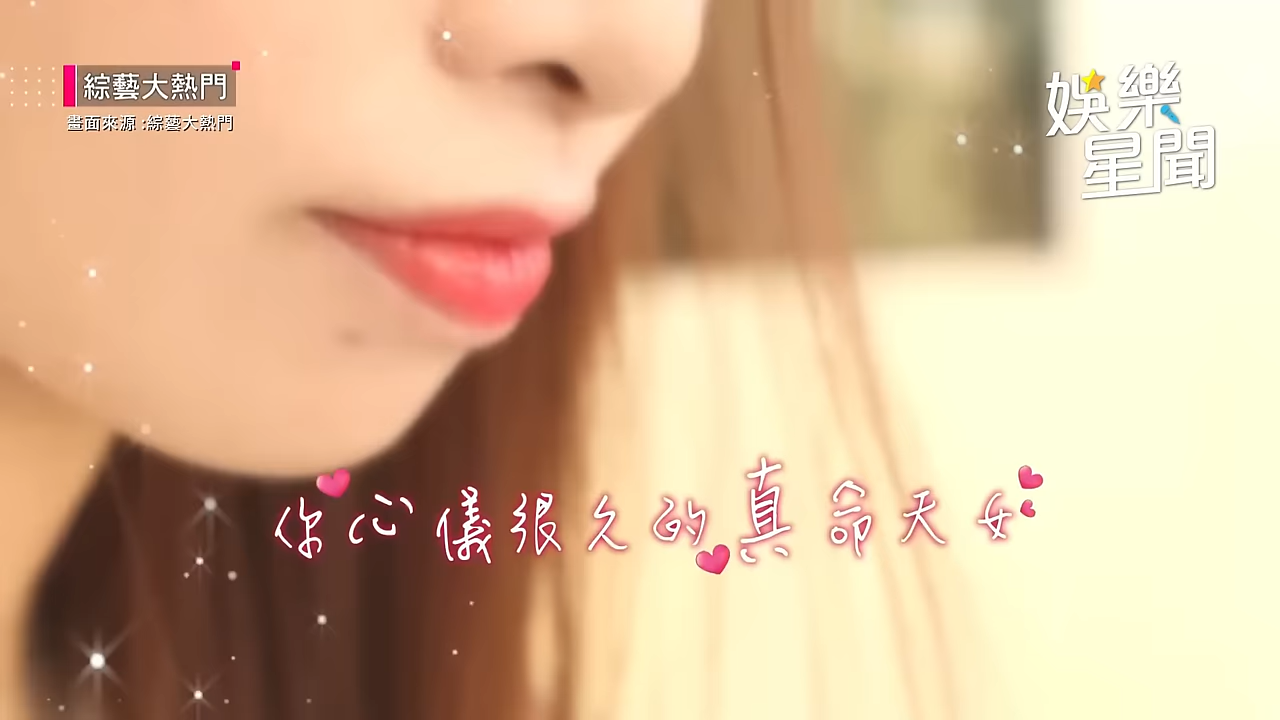 綜藝大熱門
畫面來源 :綜藝大熱門
娛樂
星聞
你心儀很久的真命天女